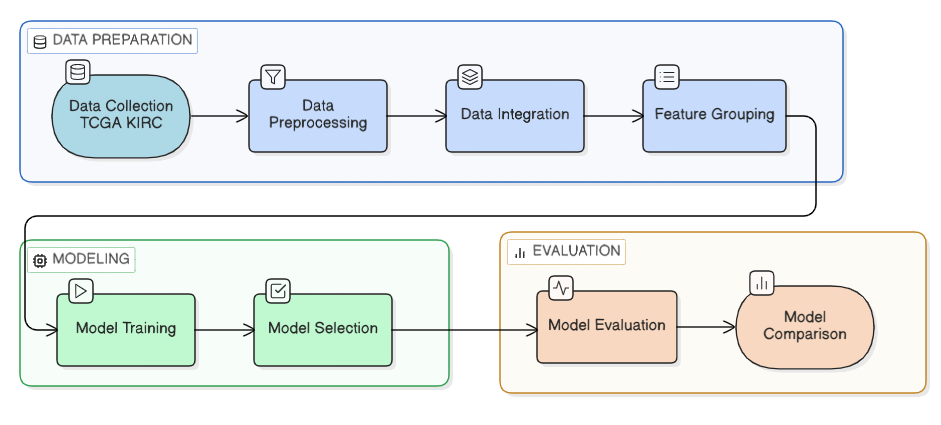 DATA PREPARATION
Data Collection
TCGA KIRC
Data
Preprocessing
Data Integration
Feature Grouping
MODELING
Model Training
Model Selection
EVALUATION
Model Evaluation
Model
Comparison